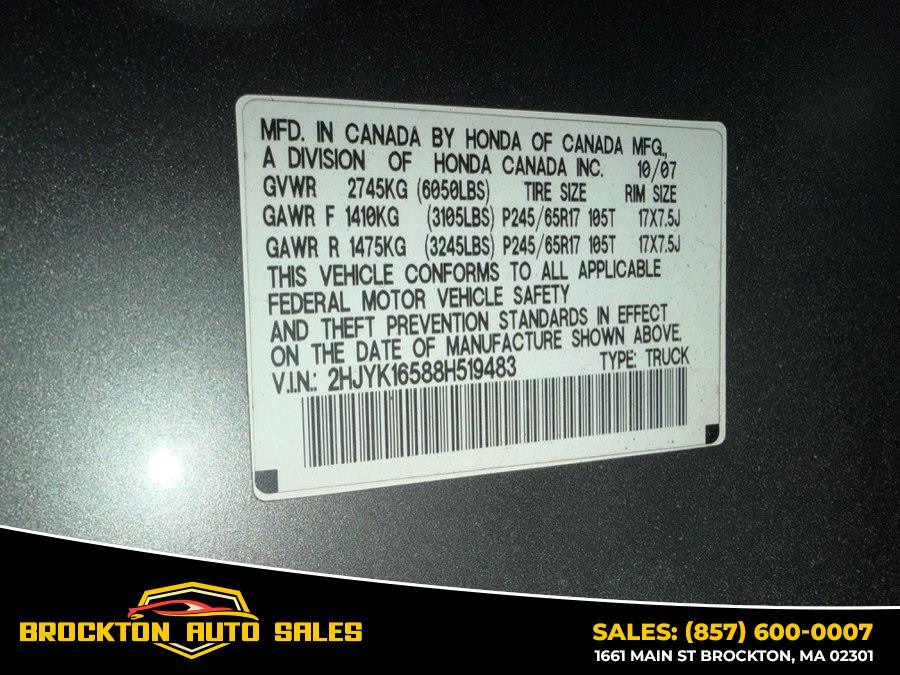 MFD. IN CANADA BY HONDA OF CANADA MFG.,
A DIVISION OF HONDA CANADA INC. 10/07
GVWR 2745KG (6050LBS) TIRE SIZE RIM SIZE
GAWR F 1410KG (3105LBS) P245/65R17 105T 17X7.5J
GAWR R 1475KG (3245LBS) P245/65R17 105T 17X7.5J
THIS VEHICLE CONFORMS TO ALL APPLICABLE
FEDERAL MOTOR VEHICLE SAFETY
AND THEFT PREVENTION STANDARDS IN EFFECT
ON THE DATE OF MANUFACTURE SHOWN ABOVE.
V.I.N.: 2HJYK16588H519483 TYPE: TRUCK
BROCKTON AUTO SALES
SALES: (857) 600-0007
1661 MAIN ST BROCKTON, MA 02301